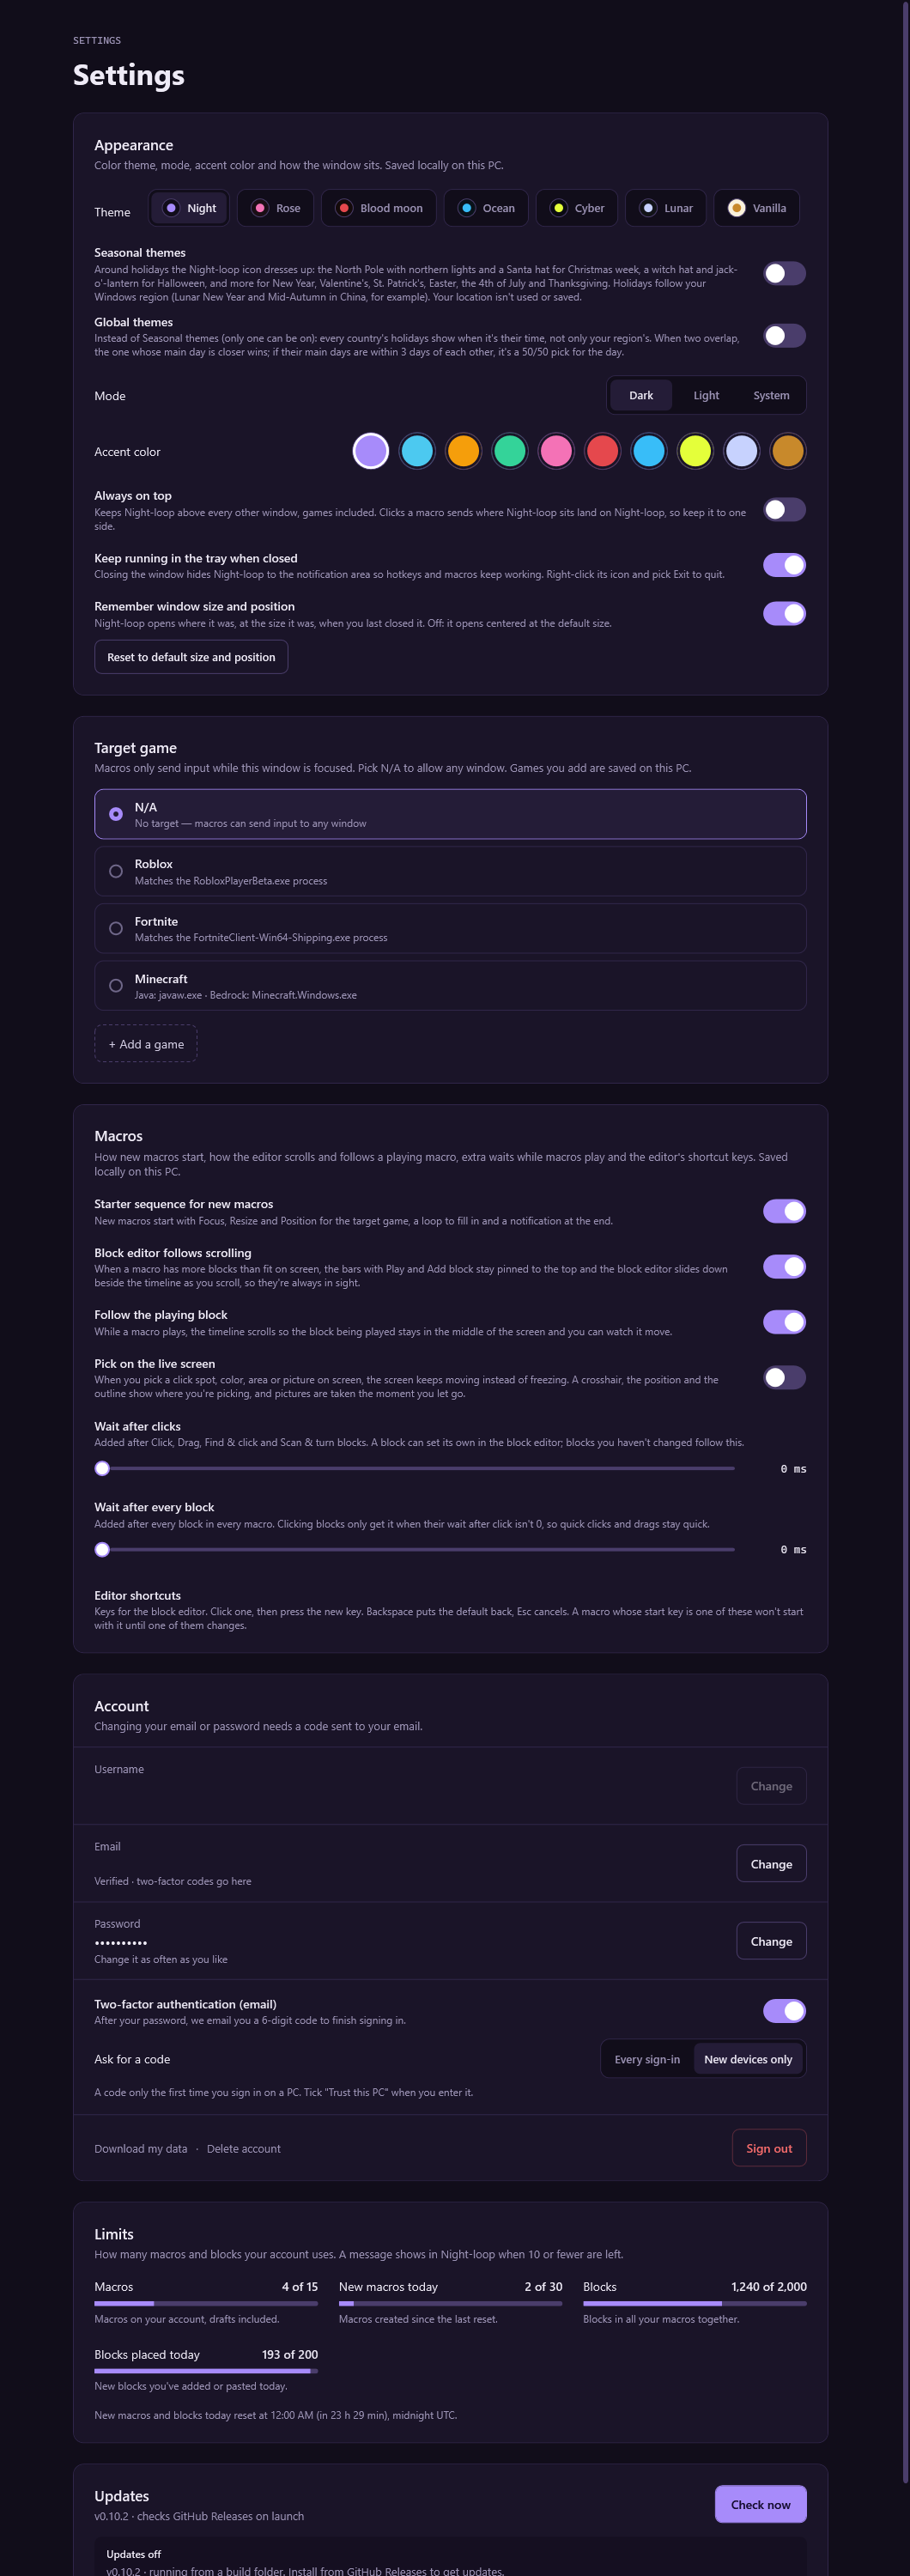 SETTINGS
Settings
Appearance
Color theme, mode, accent color and how the window sits. Saved locally on this PC.
Theme
Night
Rose
Blood moon
Ocean
Cyber
Lunar
Vanilla
Seasonal themes
Around holidays the Night-loop icon dresses up: the North Pole with northern lights and a Santa hat for Christmas week, a witch hat and jack-
o'-lantern for Halloween, and more for New Year, Valentine's, St. Patrick's, Easter, the 4th of July and Thanksgiving. Holidays follow your
Windows region (Lunar New Year and Mid-Autumn in China, for example). Your location isn't used or saved.
Global themes
Instead of Seasonal themes (only one can be on): every country's holidays show when it's their time, not only your region's. When two overlap,
the one whose main day is closer wins; if their main days are within 3 days of each other, it's a 50/50 pick for the day.
Mode
Dark
Light
System
Accent color
Always on top
Keeps Night-loop above every other window, games included. Clicks a macro sends where Night-loop sits land on Night-loop, so keep it to one
side.
Keep running in the tray when closed
Closing the window hides Night-loop to the notification area so hotkeys and macros keep working. Right-click its icon and pick Exit to quit.
Remember window size and position
Night-loop opens where it was, at the size it was, when you last closed it. Off: it opens centered at the default size.
Reset to default size and position
Target game
Macros only send input while this window is focused. Pick N/A to allow any window. Games you add are saved on this PC.
N/A
No target — macros can send input to any window
Roblox
Matches the RobloxPlayerBeta.exe process
Fortnite
Matches the FortniteClient-Win64-Shipping.exe process
Minecraft
Java: javaw.exe · Bedrock: Minecraft.Windows.exe
+ Add a game
Macros
How new macros start, how the editor scrolls and follows a playing macro, extra waits while macros play and the editor's shortcut keys. Saved
locally on this PC.
Starter sequence for new macros
New macros start with Focus, Resize and Position for the target game, a loop to fill in and a notification at the end.
Block editor follows scrolling
When a macro has more blocks than fit on screen, the bars with Play and Add block stay pinned to the top and the block editor slides down
beside the timeline as you scroll, so they're always in sight.
Follow the playing block
While a macro plays, the timeline scrolls so the block being played stays in the middle of the screen and you can watch it move.
Pick on the live screen
When you pick a click spot, color, area or picture on screen, the screen keeps moving instead of freezing. A crosshair, the position and the
outline show where you're picking, and pictures are taken the moment you let go.
Wait after clicks
Added after Click, Drag, Find & click and Scan & turn blocks. A block can set its own in the block editor; blocks you haven't changed follow this.
0 ms
Wait after every block
Added after every block in every macro. Clicking blocks only get it when their wait after click isn't 0, so quick clicks and drags stay quick.
0 ms
Editor shortcuts
Keys for the block editor. Click one, then press the new key. Backspace puts the default back, Esc cancels. A macro whose start key is one of these won't start
with it until one of them changes.
Account
Changing your email or password needs a code sent to your email.
Username
Change
Email
Verified · two-factor codes go here
Change
Password
••••••••••
Change it as often as you like
Change
Two-factor authentication (email)
After your password, we email you a 6-digit code to finish signing in.
Ask for a code
Every sign-in
New devices only
A code only the first time you sign in on a PC. Tick "Trust this PC" when you enter it.
Download my data · Delete account
Sign out
Limits
How many macros and blocks your account uses. A message shows in Night-loop when 10 or fewer are left.
Macros 4 of 15
Macros on your account, drafts included.
New macros today 2 of 30
Macros created since the last reset.
Blocks 1,240 of 2,000
Blocks in all your macros together.
Blocks placed today 193 of 200
New blocks you've added or pasted today.
New macros and blocks today reset at 12:00 AM (in 23 h 29 min), midnight UTC.
Updates
v0.10.2 · checks GitHub Releases on launch
Check now
Updates off
v0.10.2 · running from a build folder. Install from GitHub Releases to get updates.